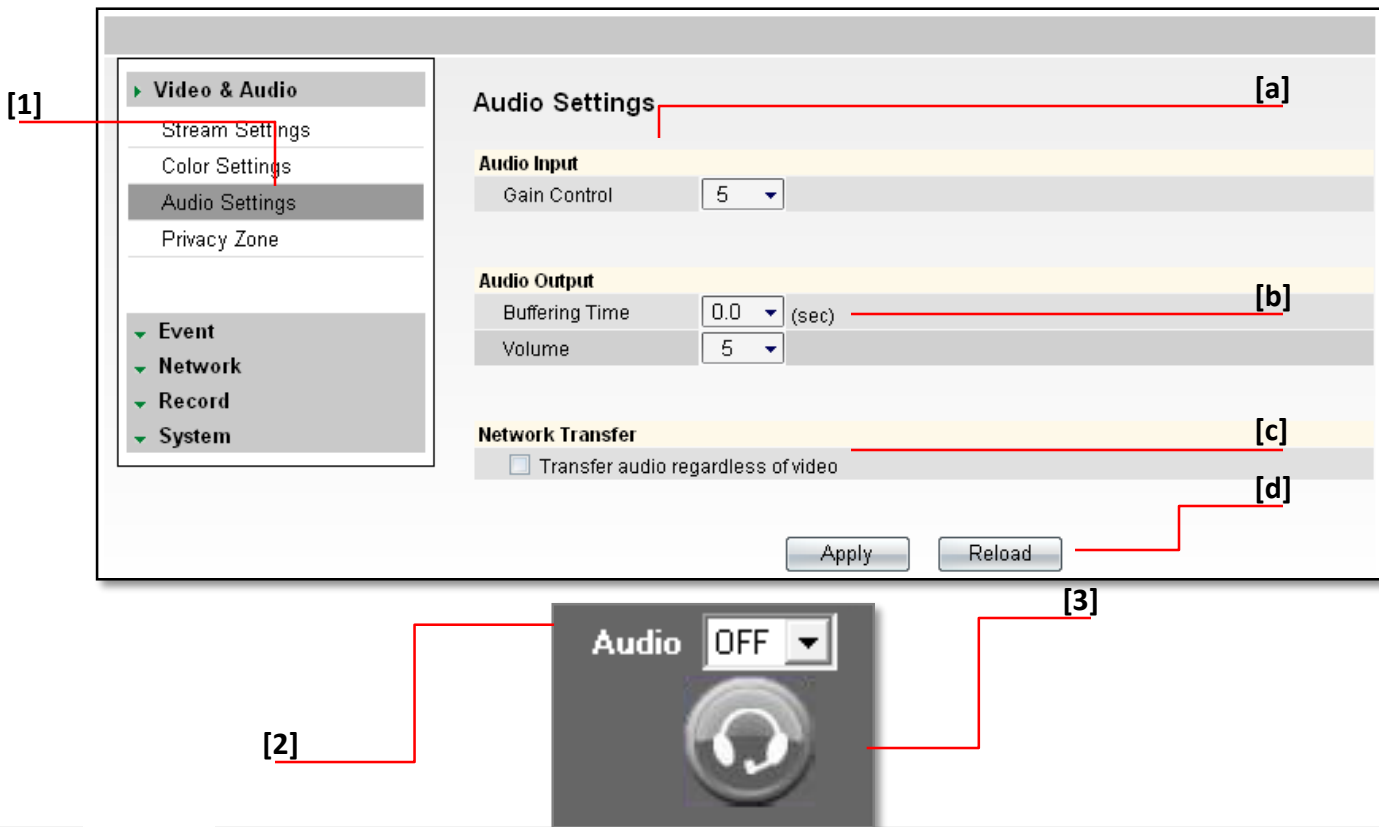 [1]
Video & Audio
Stream Settings
Color Settings
Audio Settings
Privacy Zone
Event
Network
Record
System
Audio Settings
[a]
Audio Input
Gain Control 5
Audio Output
Buffering Time 0.0 (sec)
[b]
Volume 5
Network Transfer
[c]
Transfer audio regardless of video
[d]
Apply Reload
[2]
Audio OFF
[3]